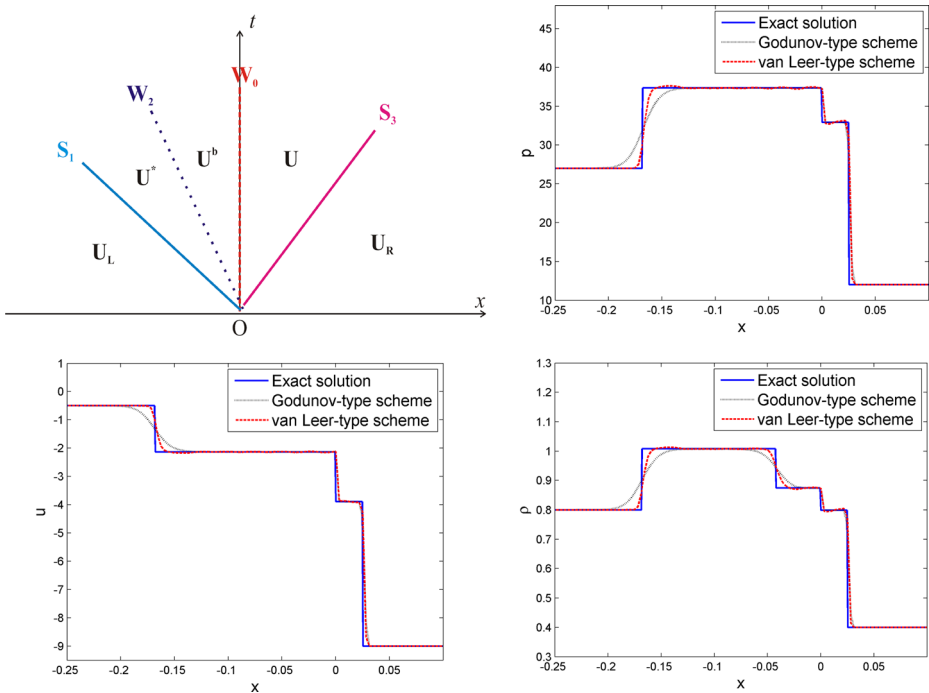 t
W₀
W₂
S₃
S₁
Uᵇ
U
U*
U_L
U_R
x
O
Exact solution
Godunov-type scheme
van Leer-type scheme
p
35
30
25
20
15
10
-0.25 -0.2 -0.15 -0.1 -0.05 0 0.05
x
1
0
-1
-2
-3
-4
-5
-6
-7
-8
-9
u
Exact solution
Godunov-type scheme
van Leer-type scheme
-0.25 -0.2 -0.15 -0.1 -0.05 0 0.05
x
1.3
1.2
1.1
1
0.9
0.8
0.7
0.6
0.5
0.4
0.3
ρ
Exact solution
Godunov-type scheme
van Leer-type scheme
-0.25 -0.2 -0.15 -0.1 -0.05 0 0.05
x
45
40